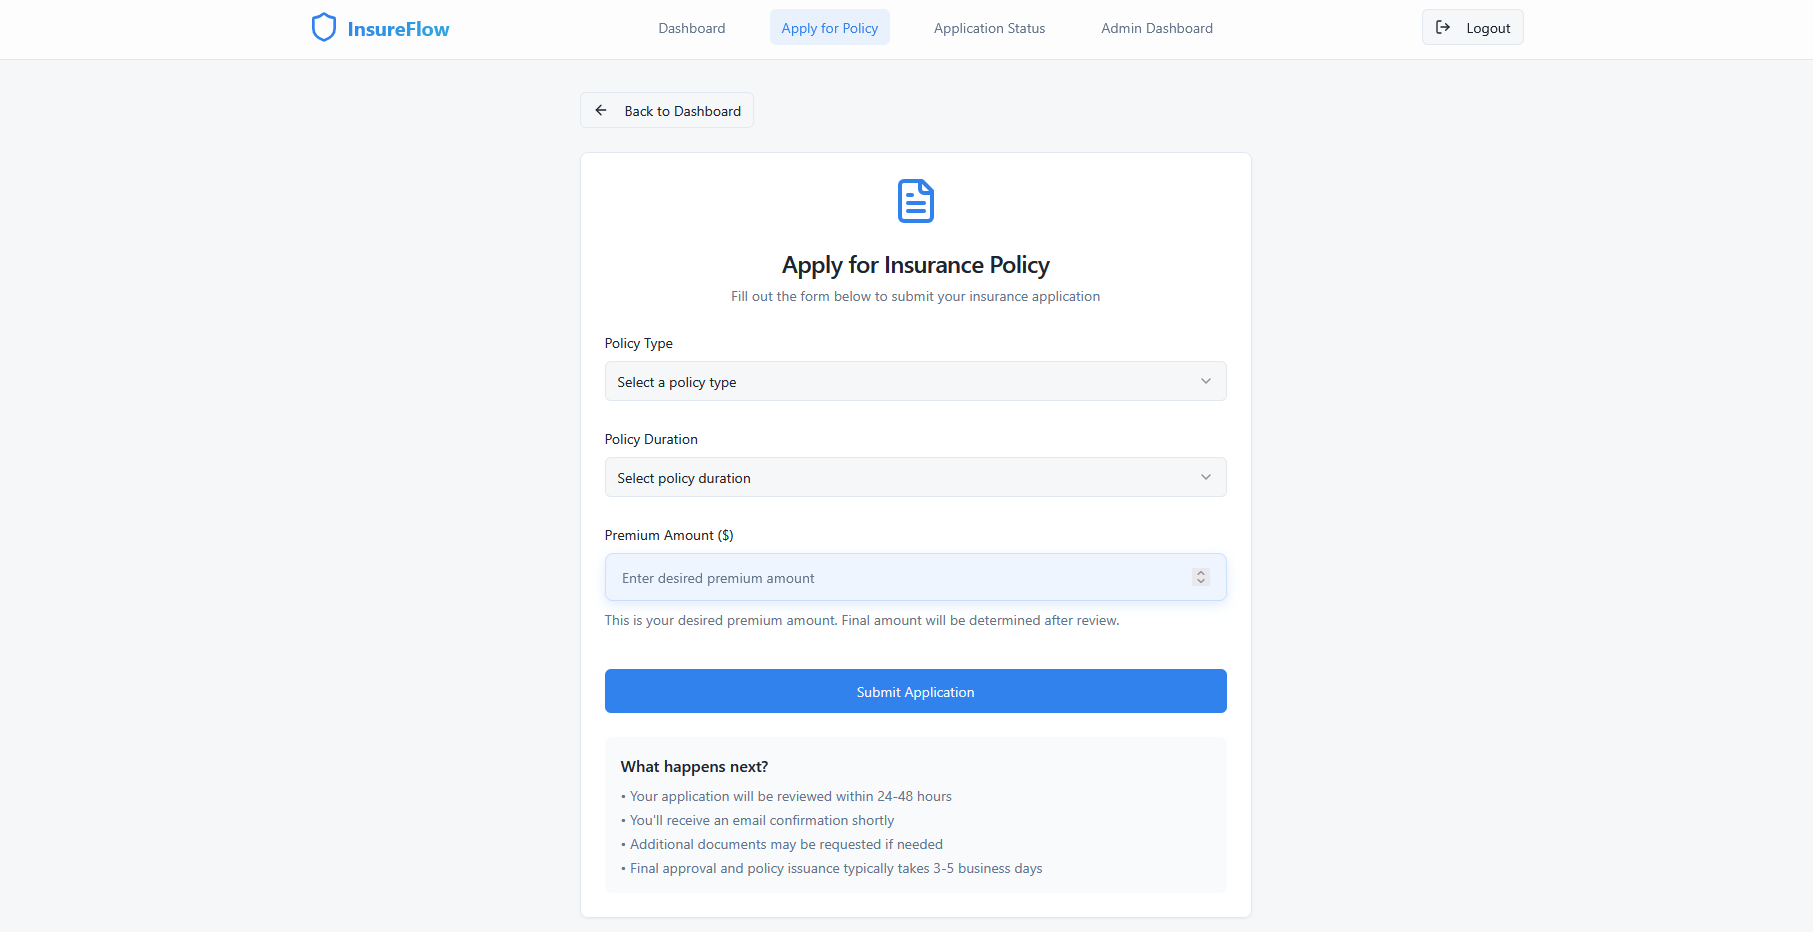 InsureFlow
Dashboard
Apply for Policy
Application Status
Admin Dashboard
Logout
Back to Dashboard
Apply for Insurance Policy
Fill out the form below to submit your insurance application
Policy Type
Select a policy type
Policy Duration
Select policy duration
Premium Amount ($)
Enter desired premium amount
This is your desired premium amount. Final amount will be determined after review.
Submit Application
What happens next?
• Your application will be reviewed within 24-48 hours
• You'll receive an email confirmation shortly
• Additional documents may be requested if needed
• Final approval and policy issuance typically takes 3-5 business days